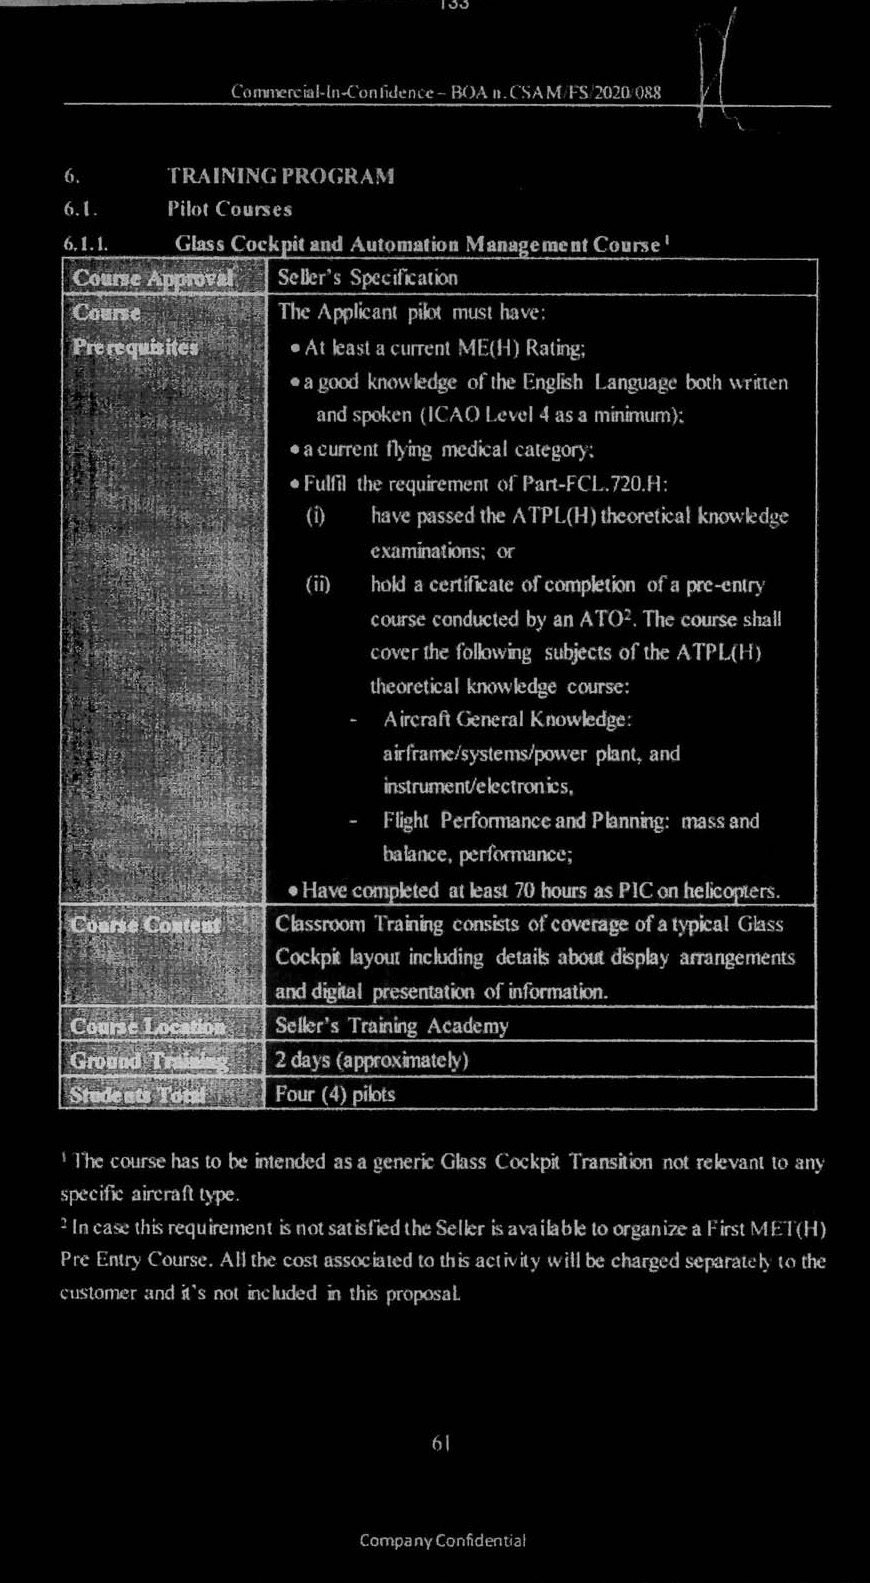 133
Commercial-In-Confidence – BOA n. CSAM/FS/2020/088
6. TRAINING PROGRAM
6.1. Pilot Courses
6.1.1. Glass Cockpit and Automation Management Course ¹
Course Approval Seller's Specification
Course The Applicant pilot must have:
Prerequisites • At least a current ME(H) Rating;
• a good knowledge of the English Language both written
and spoken (ICAO Level 4 as a minimum);
• a current flying medical category;
• Fulfil the requirement of Part-FCL.720.H:
(i) have passed the ATPL(H) theoretical knowledge
examinations; or
(ii) hold a certificate of completion of a pre-entry
course conducted by an ATO². The course shall
cover the following subjects of the ATPL(H)
theoretical knowledge course:
- Aircraft General Knowledge:
airframe/systems/power plant, and
instrument/electronics,
- Flight Performance and Planning: mass and
balance, performance;
• Have completed at least 70 hours as PIC on helicopters.
Course Content Classroom Training consists of coverage of a typical Glass
Cockpit layout including details about display arrangements
and digital presentation of information.
Course Location Seller's Training Academy
Ground Training 2 days (approximately)
Students Total Four (4) pilots
¹ The course has to be intended as a generic Glass Cockpit Transition not relevant to any
specific aircraft type.
² In case this requirement is not satisfied the Seller is available to organize a First MET(H)
Pre Entry Course. All the cost associated to this activity will be charged separately to the
customer and it's not included in this proposal.
61
Company Confidential